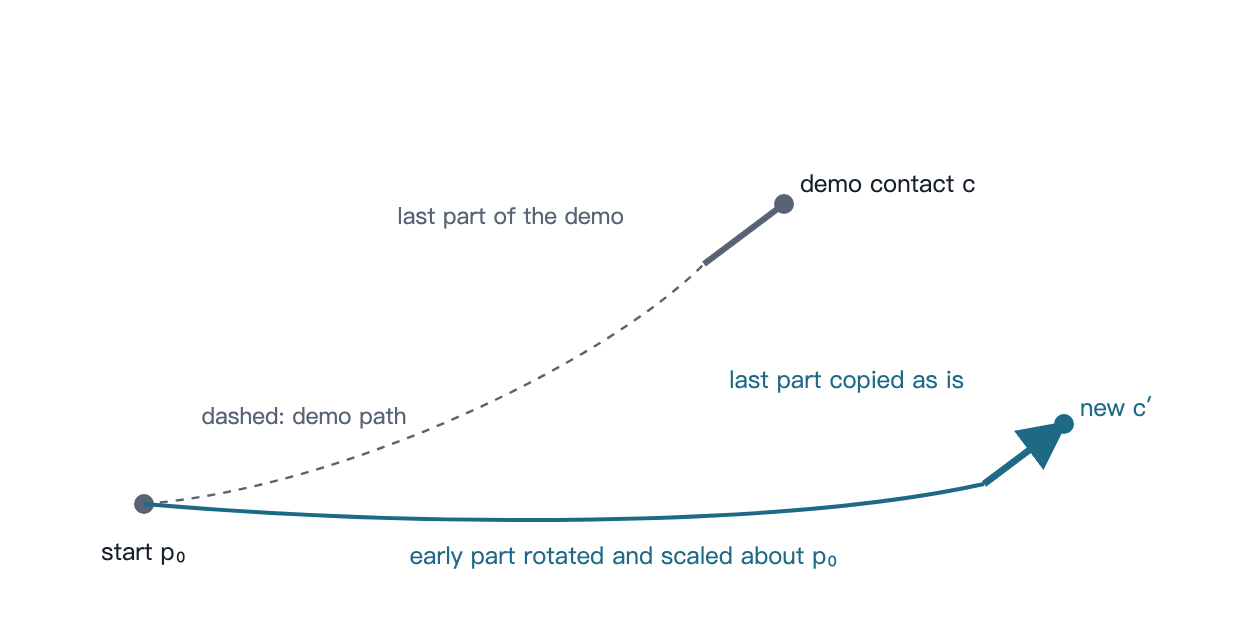 demo contact c
last part of the demo
last part copied as is
new c′
dashed: demo path
start p₀
early part rotated and scaled about p₀